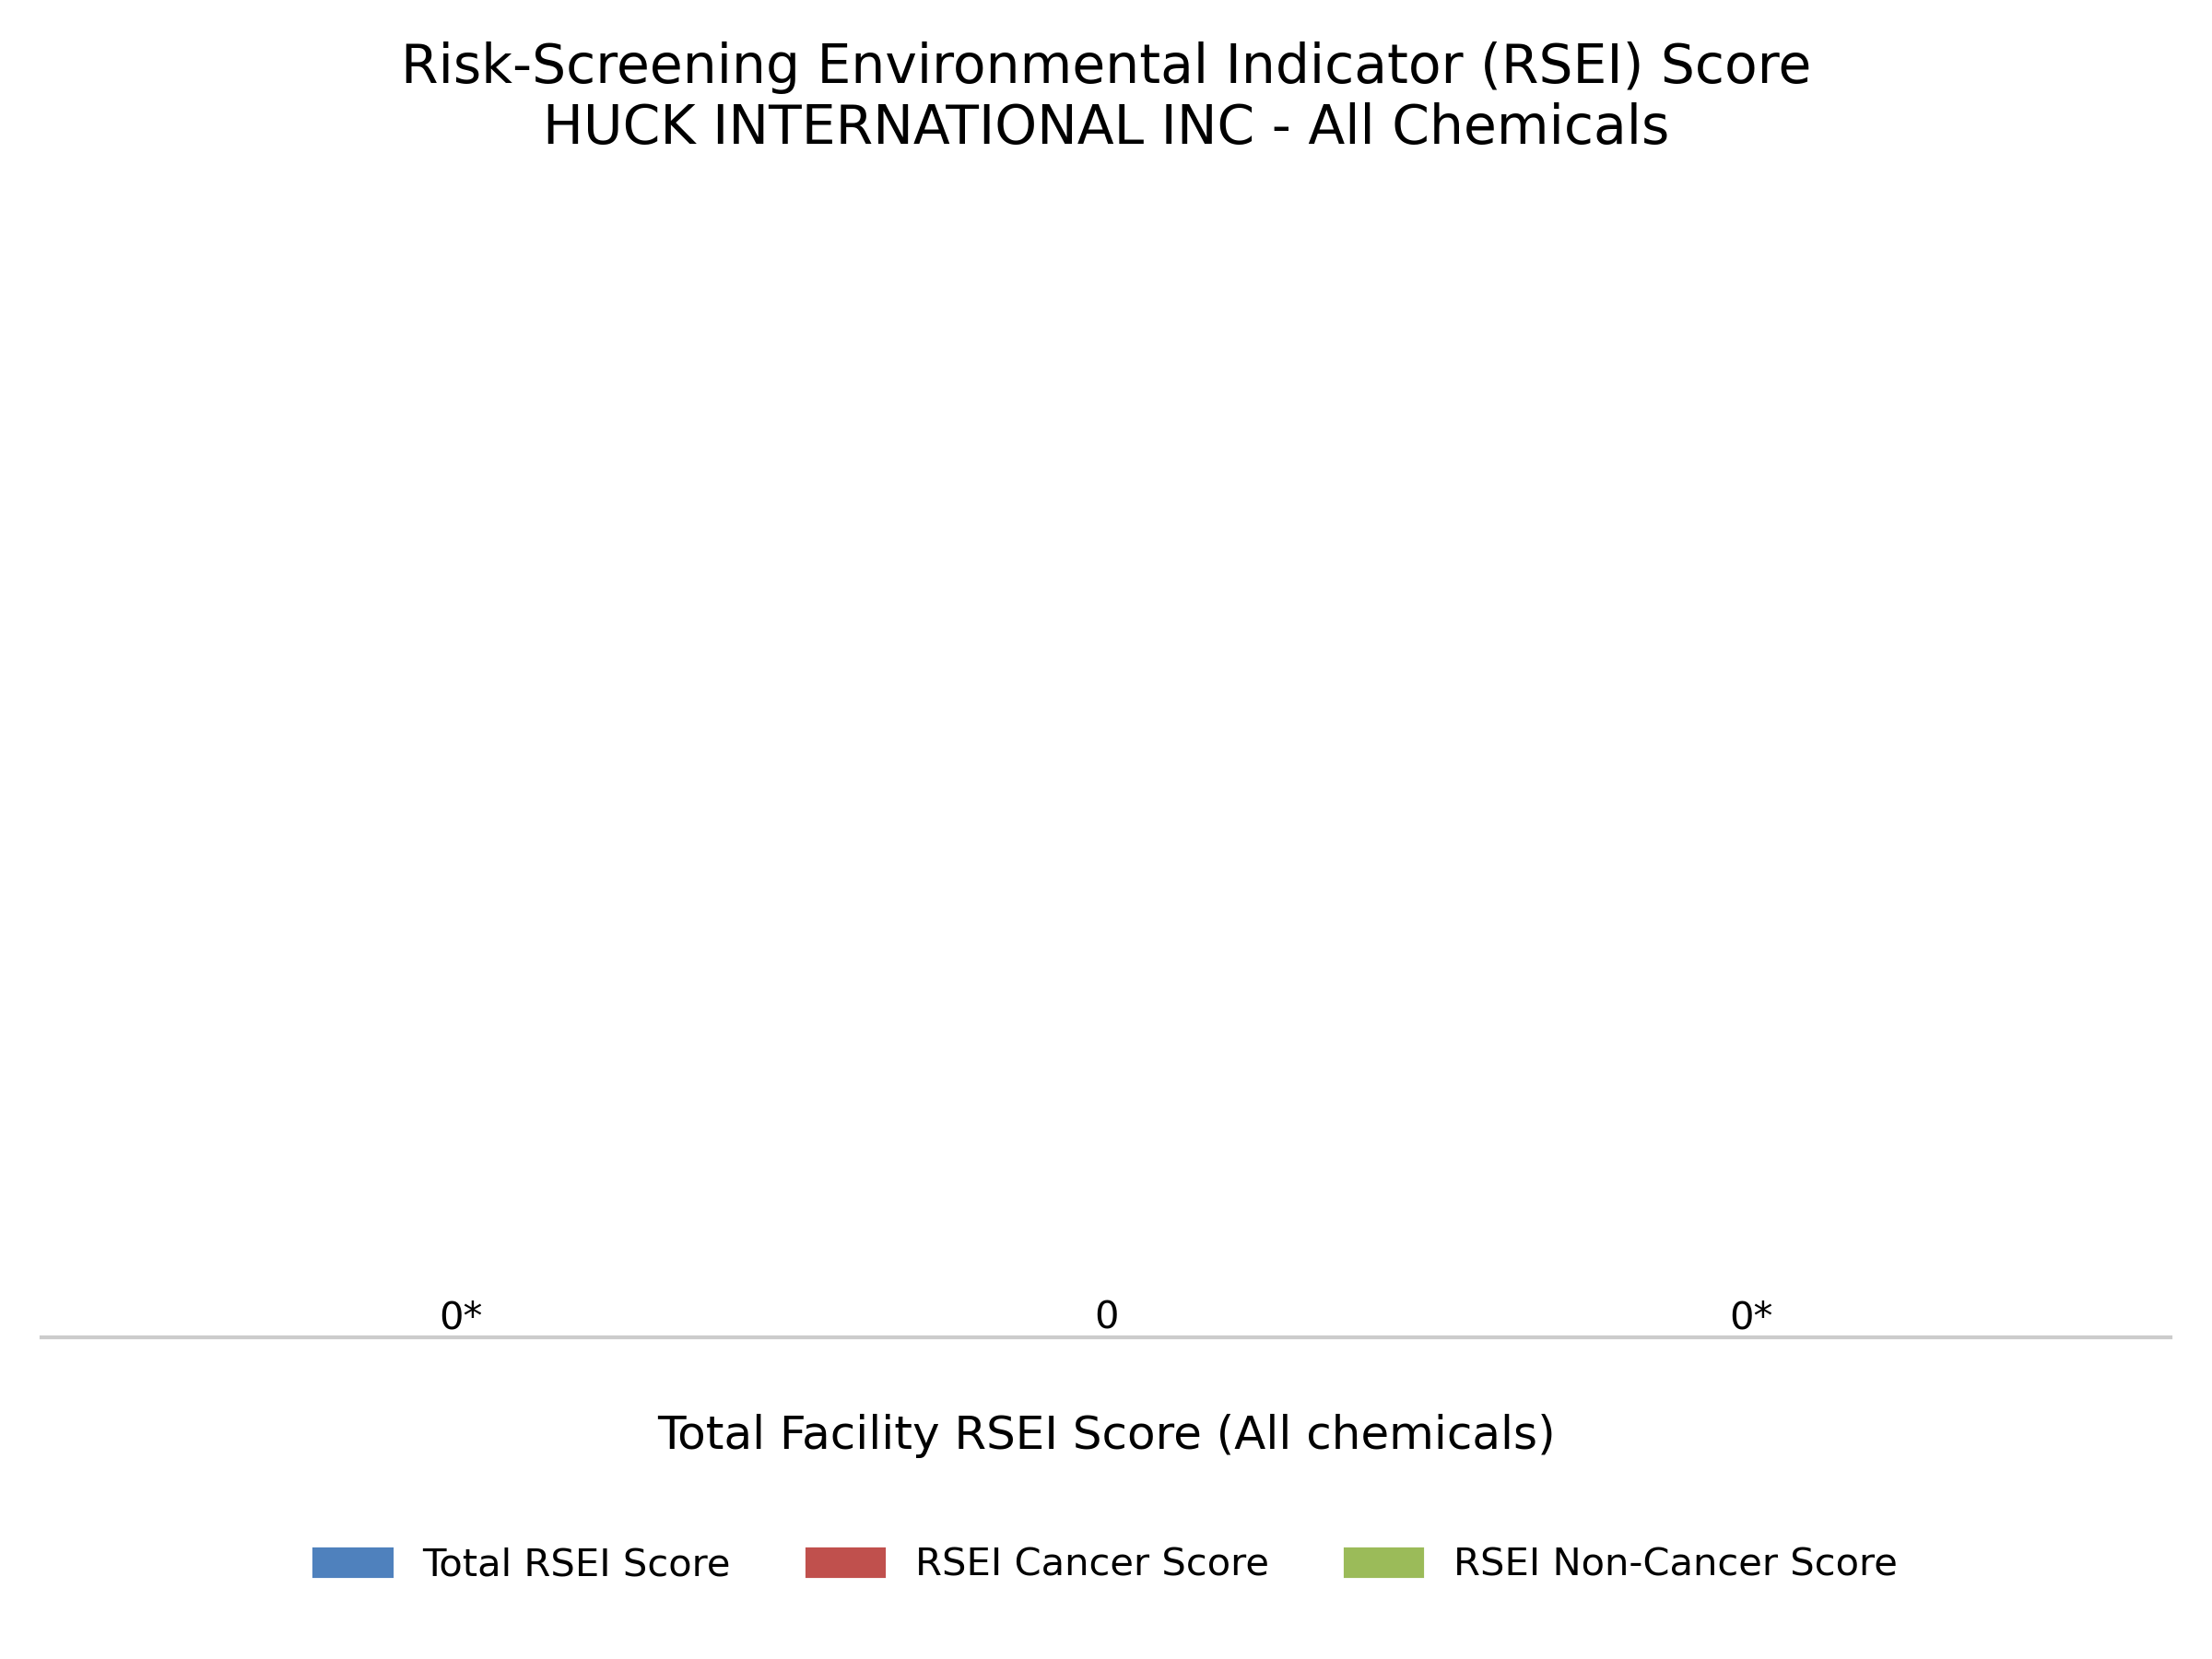 Risk-Screening Environmental Indicator (RSEI) Score
HUCK INTERNATIONAL INC - All Chemicals
0* 0 0*
Total Facility RSEI Score (All chemicals)
Total RSEI Score RSEI Cancer Score RSEI Non-Cancer Score